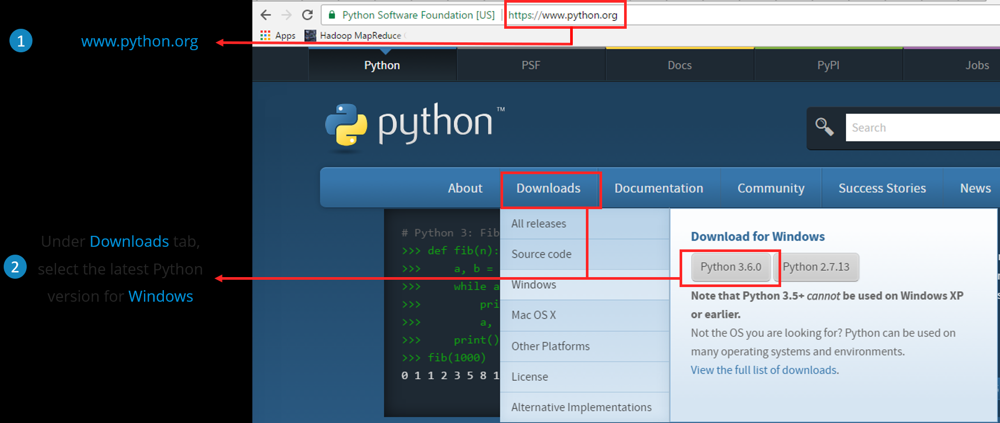 1
www.python.org
Under Downloads tab,
2
select the latest Python
version for Windows
Python Software Foundation [US] | https://www.python.org
Apps
Hadoop MapReduce
Python
PSF
Docs
PyPI
Jobs
python™
Search
About
Downloads
Documentation
Community
Success Stories
News
# Python 3: Fib
>>> def fib(n):
>>> a, b =
>>> while a
>>> pri
>>> a,
>>> print()
>>> fib(1000)
0 1 1 2 3 5 8 1
All releases
Source code
Windows
Mac OS X
Other Platforms
License
Alternative Implementations
Download for Windows
Python 3.6.0
Python 2.7.13
Note that Python 3.5+ cannot be used on Windows XP
or earlier.
Not the OS you are looking for? Python can be used on
many operating systems and environments.
View the full list of downloads.